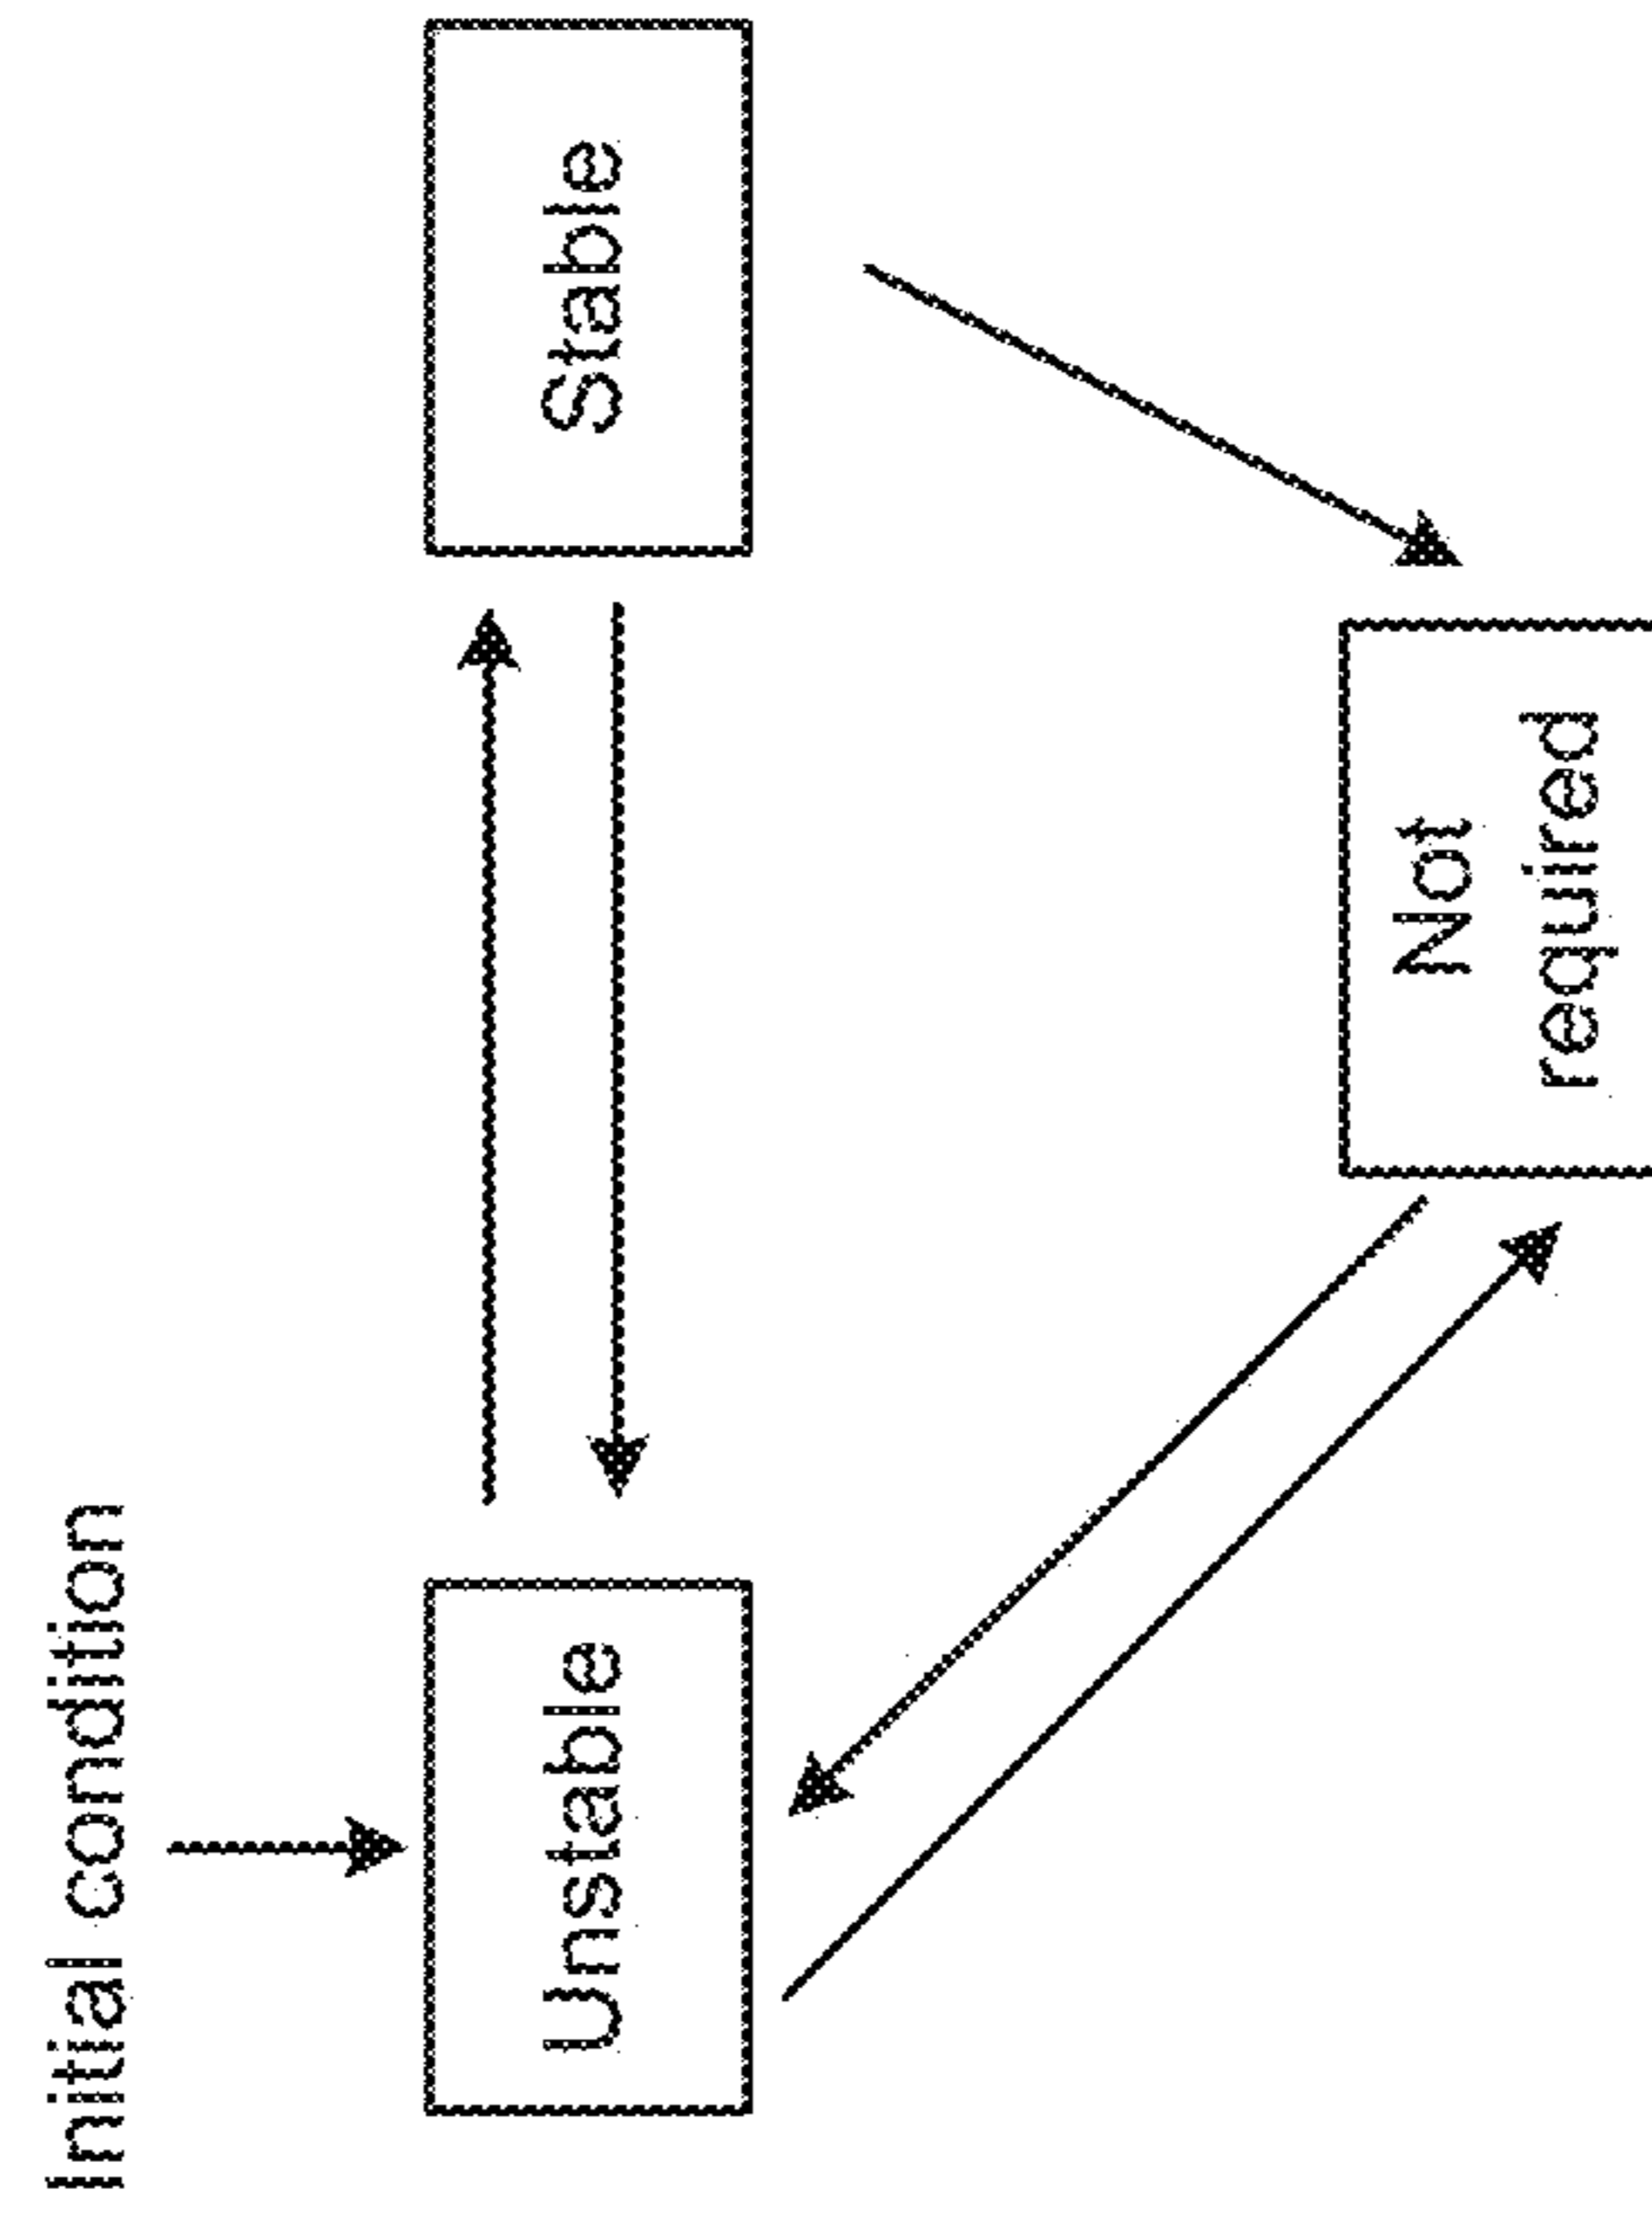 Initial condition
Unstable
Stable
Not
required